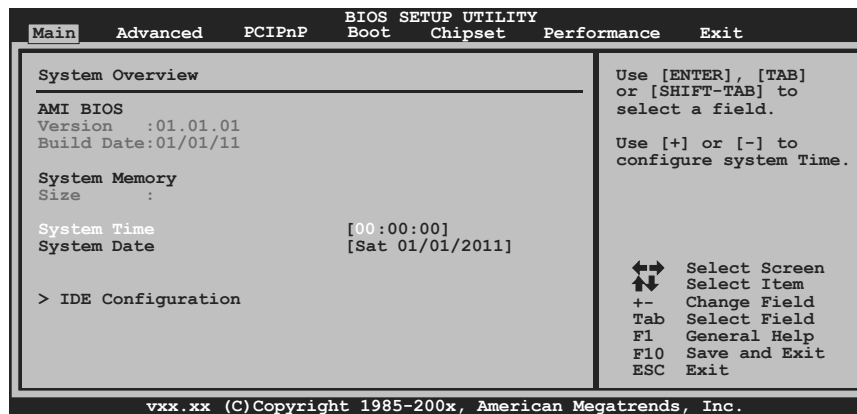 BIOS SETUP UTILITY
Main Advanced PCIPnP Boot Chipset Performance Exit
System Overview
AMI BIOS
Version :01.01.01
Build Date:01/01/11
System Memory
Size :
System Time [00:00:00]
System Date [Sat 01/01/2011]
> IDE Configuration
Use [ENTER], [TAB]
or [SHIFT-TAB] to
select a field.
Use [+] or [-] to
configure system Time.
Select Screen
Select Item
+- Change Field
Tab Select Field
F1 General Help
F10 Save and Exit
ESC Exit
vxx.xx (C)Copyright 1985-200x, American Megatrends, Inc.